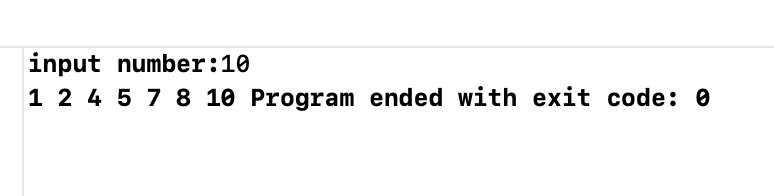 input number:10
1 2 4 5 7 8 10 Program ended with exit code: 0